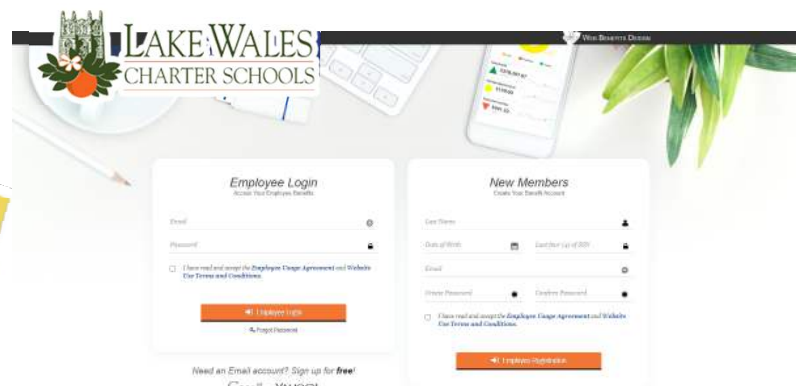 LAKE WALES
CHARTER SCHOOLS
WEB BENEFITS DESIGN
Employee Login
Access Your Employee Benefits
Email
Password
I have read and accept the Employee Usage Agreement and Website
Use Terms and Conditions.
Employee Login
Forgot Password
Need an Email account? Sign up for free!
New Members
Create Your Benefit Account
Last Name
Date of Birth
Last four (4) of SSN
Email
Create Password
Confirm Password
I have read and accept the Employee Usage Agreement and Website
Use Terms and Conditions.
Employee Registration